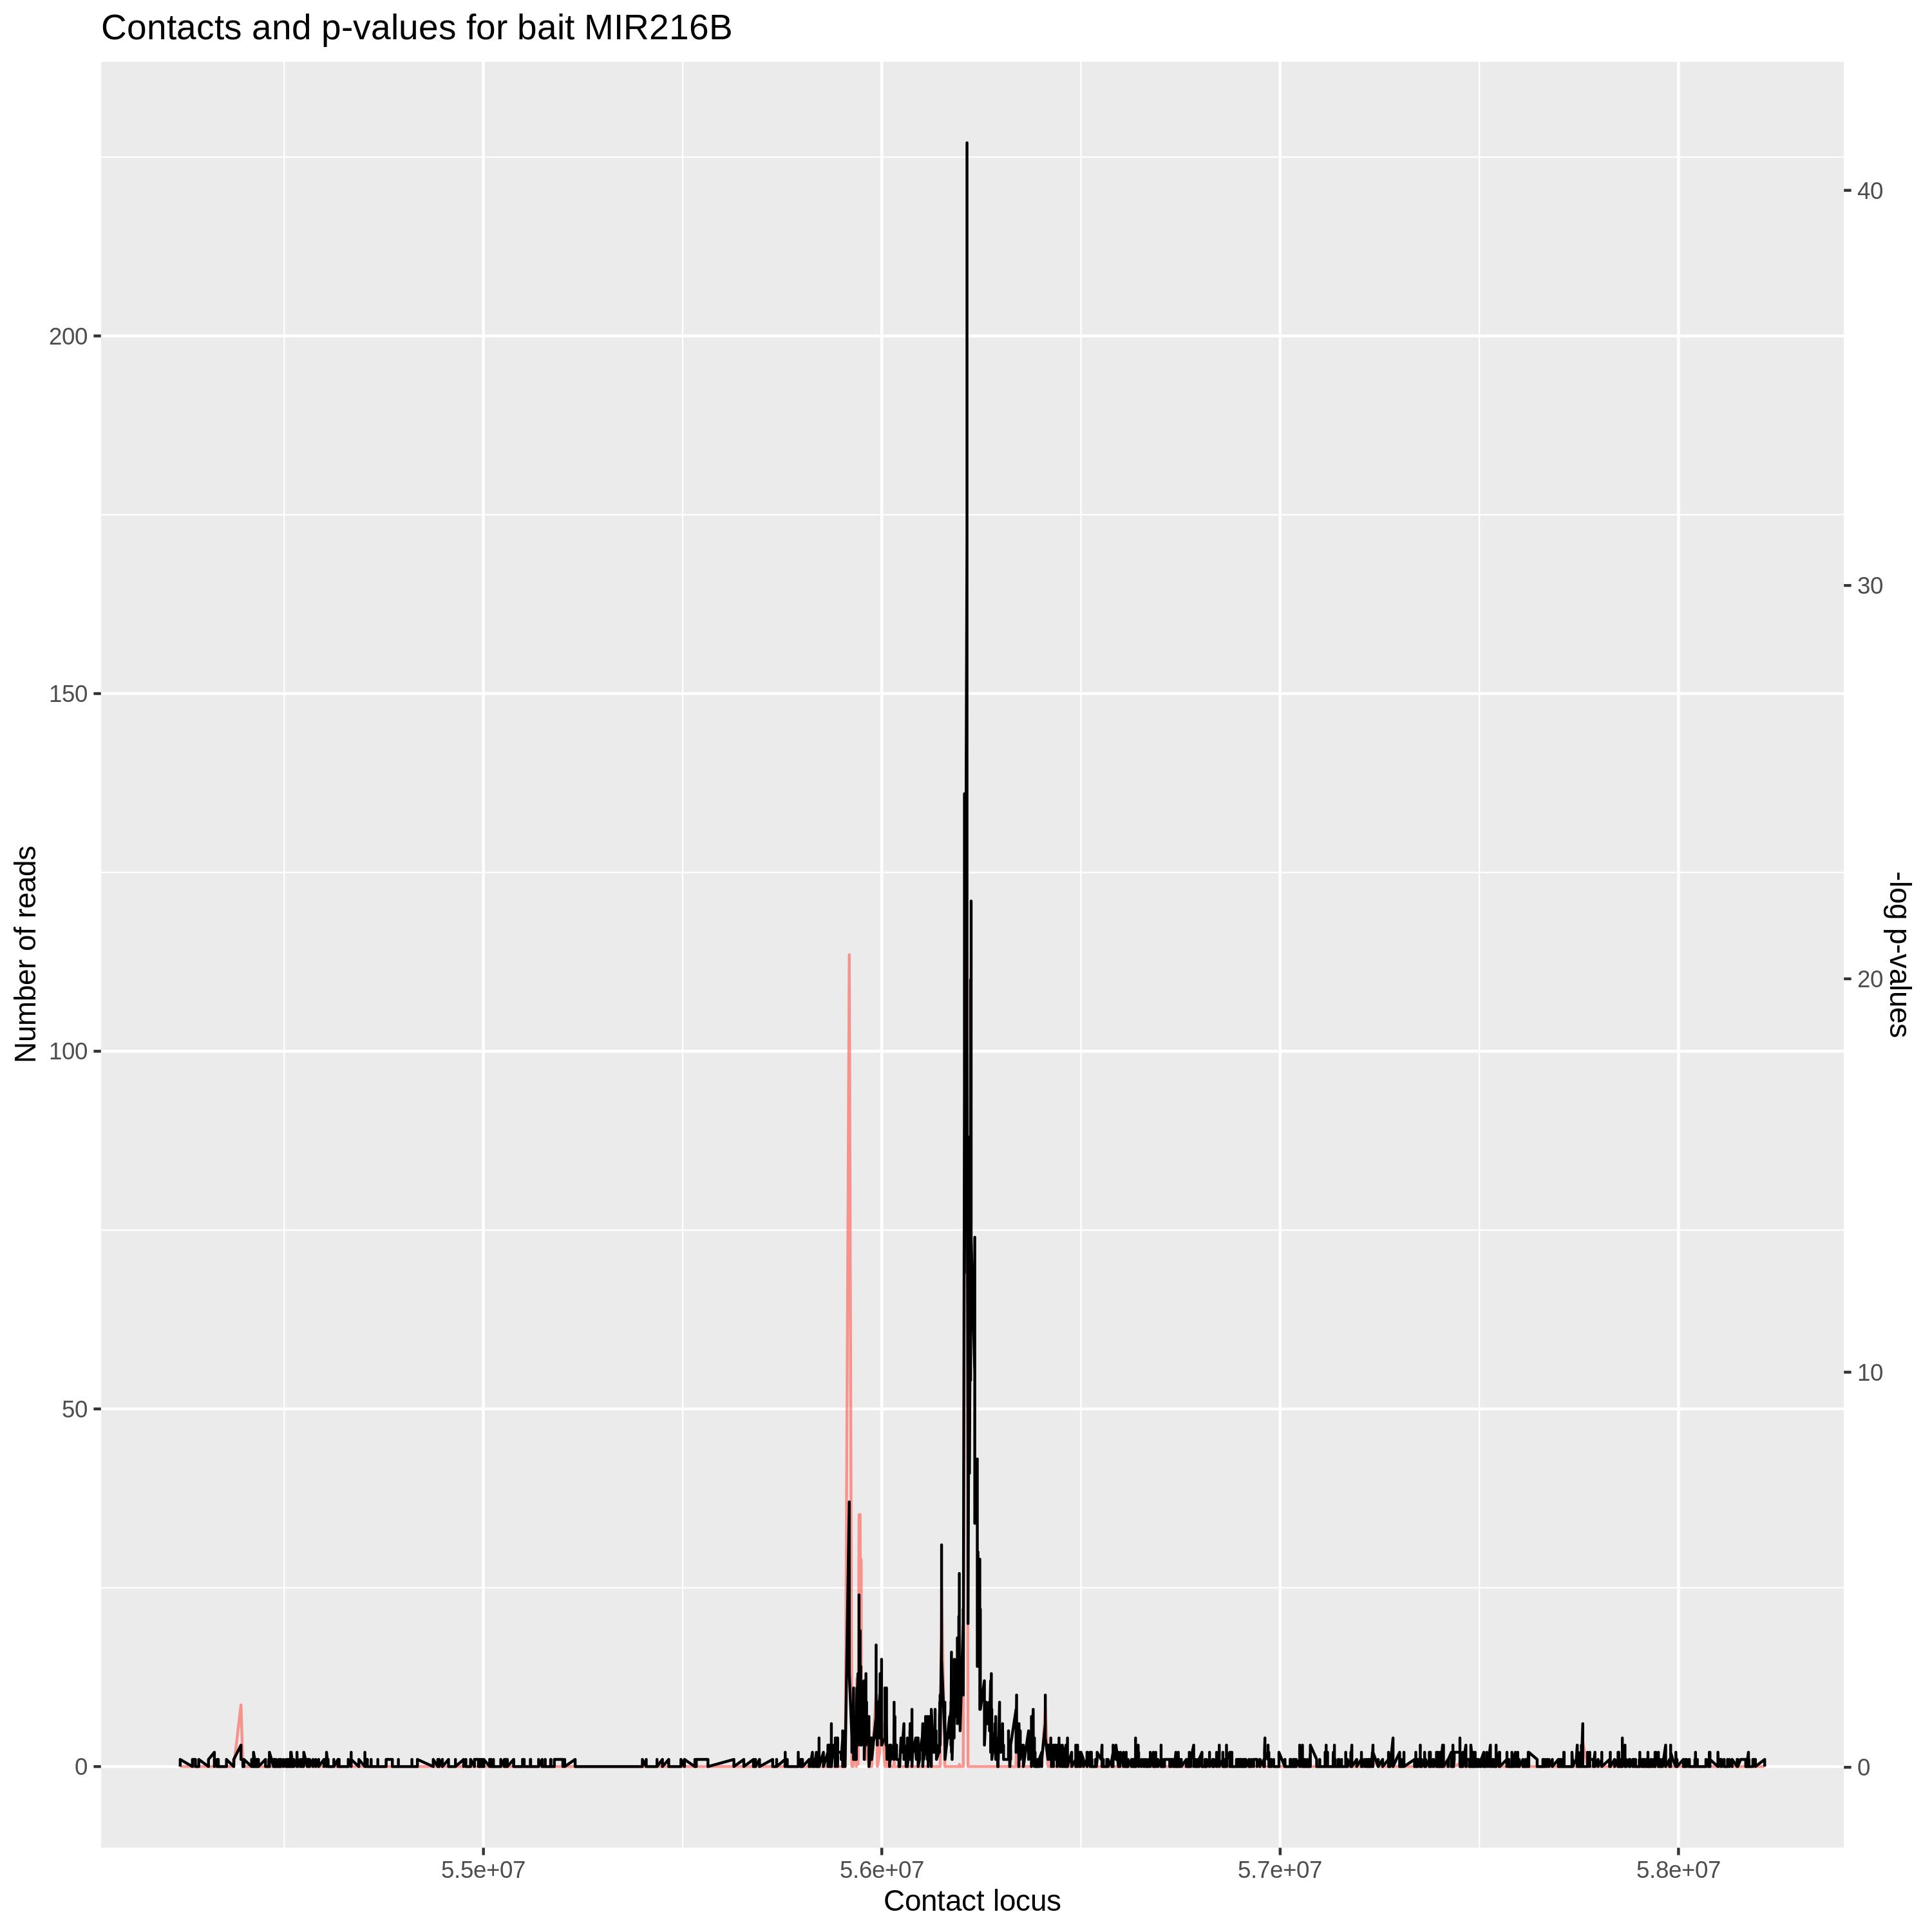 Contacts and p-values for bait MIR216B
Number of reads
200
150
100
50
0
40
30
20
10
0
-log p-values
5.5e+07
5.6e+07
5.7e+07
5.8e+07
Contact locus